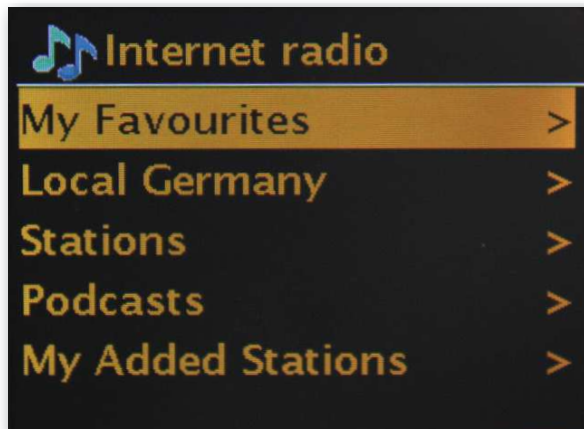 Internet radio
My Favourites >
Local Germany >
Stations >
Podcasts >
My Added Stations >